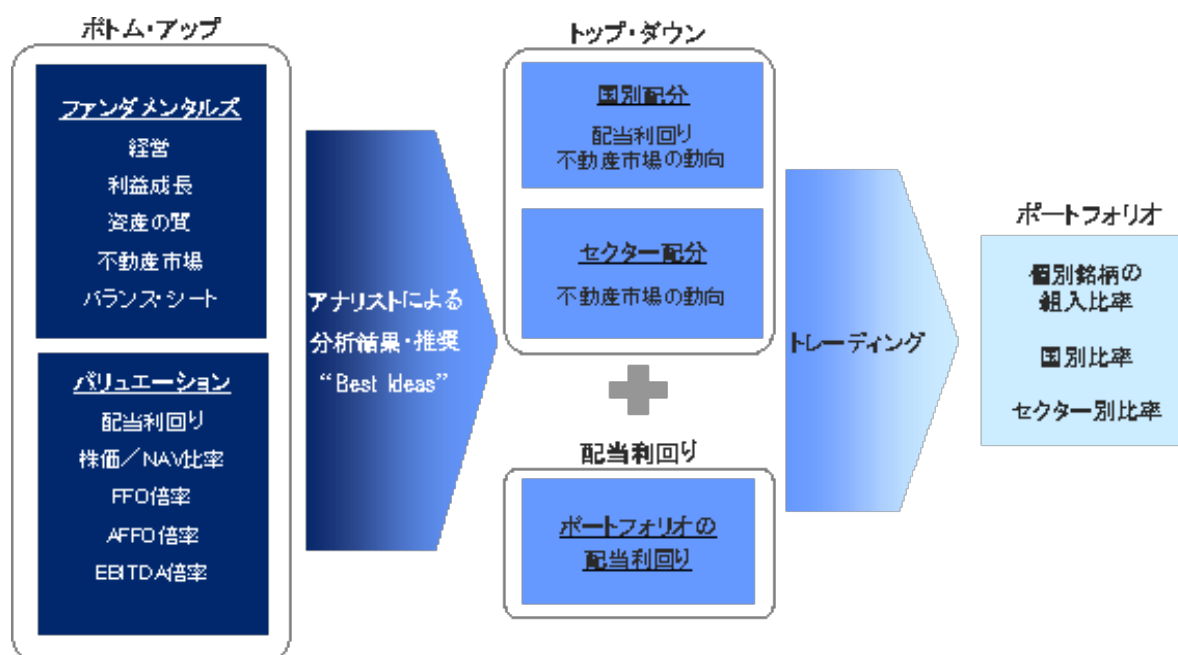 ボトム・アップ
ファンダメンタルズ
経営
利益成長
資産の質
不動産市場
バランス・シート
バリュエーション
配当利回り
株価／NAV比率
FFO倍率
AFFO倍率
EBITDA倍率
アナリストによる
分析結果・推奨
“Best Ideas”
トップ・ダウン
国別配分
配当利回り
不動産市場の動向
セクター配分
不動産市場の動向
配当利回り
ポートフォリオの
配当利回り
トレーディング
ポートフォリオ
個別銘柄の
組入比率
国別比率
セクター別比率